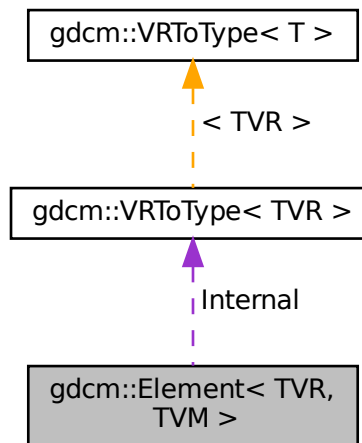 gdcm::VRToType< T >
< TVR >
gdcm::VRToType< TVR >
Internal
gdcm::Element< TVR,
TVM >